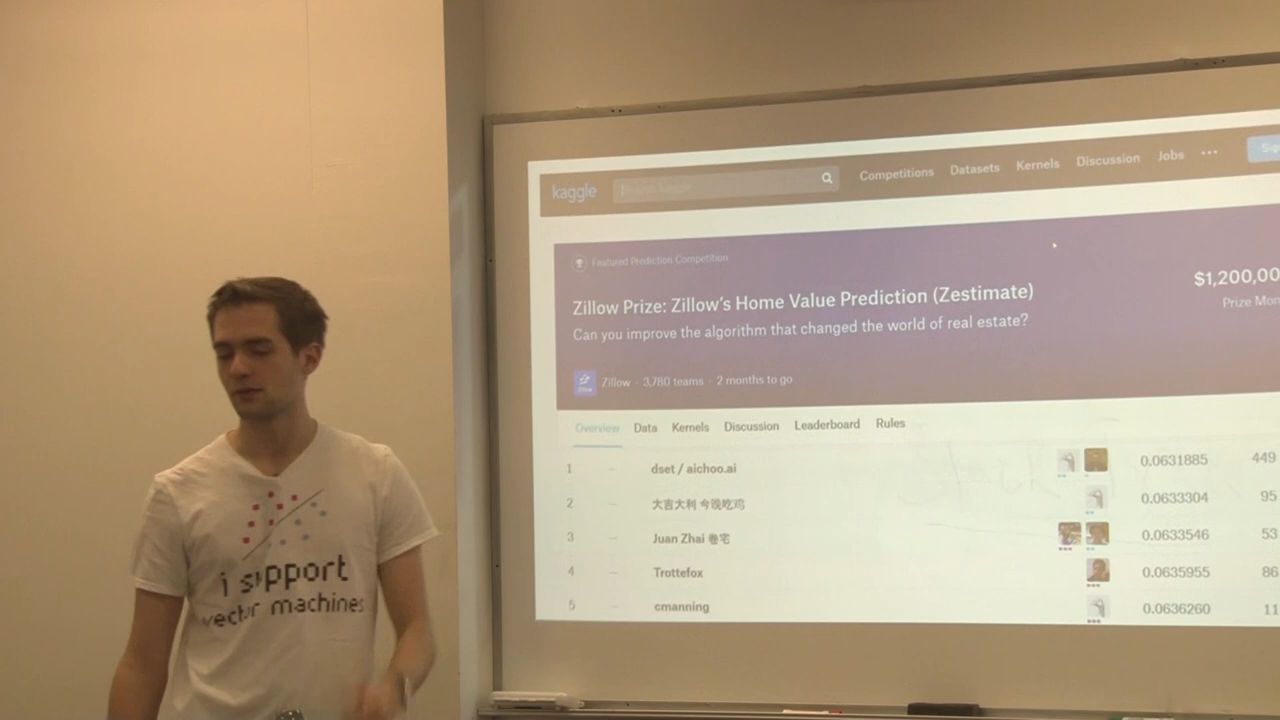 kaggle
Search kaggle
Competitions
Datasets
Kernels
Discussion
Jobs
Featured Prediction Competition
Zillow Prize: Zillow's Home Value Prediction (Zestimate)
Can you improve the algorithm that changed the world of real estate?
$1,200,00
Prize Mon
Zillow · 3,780 teams · 2 months to go
Overview
Data
Kernels
Discussion
Leaderboard
Rules
1 — dset / aichoo.ai 0.0631885 449
2 — 大吉大利 今晚吃鸡 0.0633304 95
3 — Juan Zhai 卷宅 0.0633546 53
4 — Trottefox 0.0635955 86
5 — cmanning 0.0636260 11
i support
vector machines